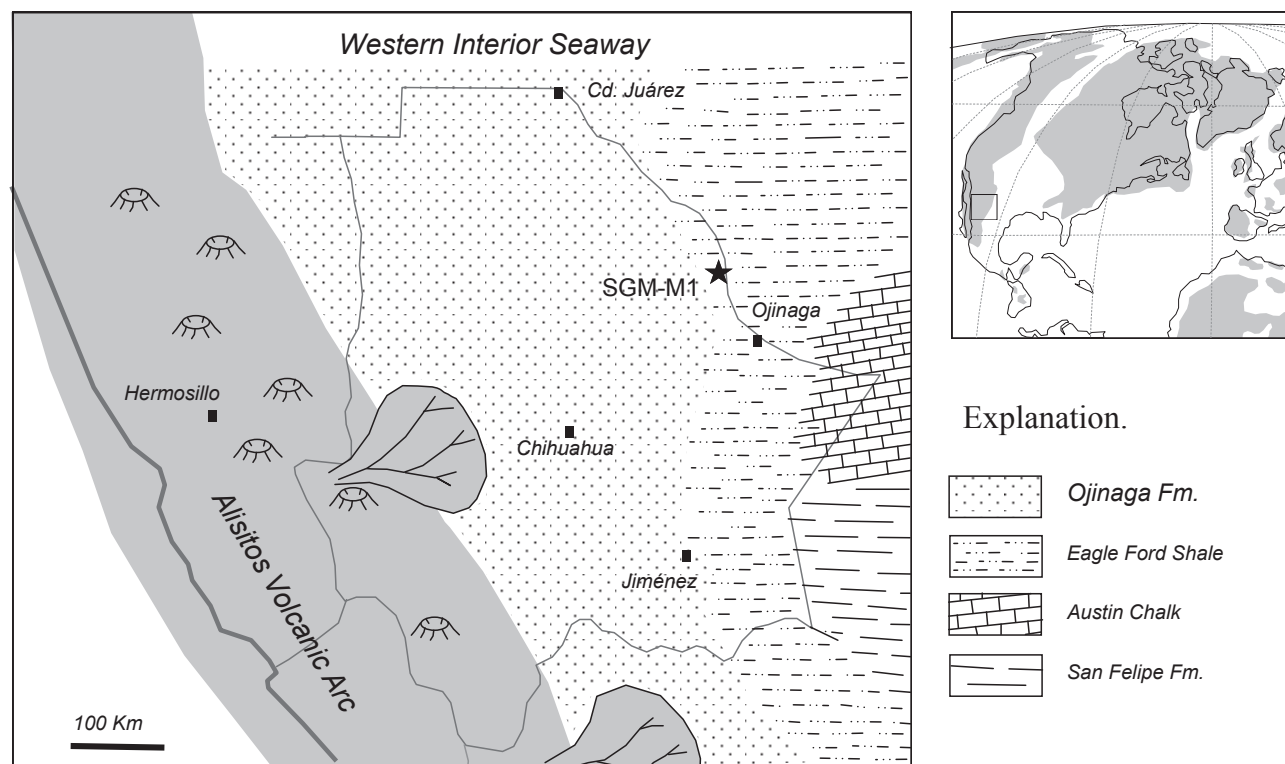 Western Interior Seaway
Cd. Juárez
SGM-M1
Ojinaga
Hermosillo
Chihuahua
Alisitos Volcanic Arc
Jiménez
100 Km
Explanation.
Ojinaga Fm.
Eagle Ford Shale
Austin Chalk
San Felipe Fm.